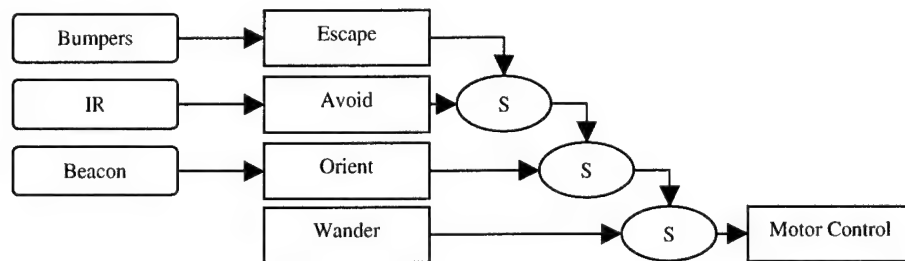 Bumpers
Escape
IR
Avoid
S
Beacon
Orient
S
Wander
S
Motor Control